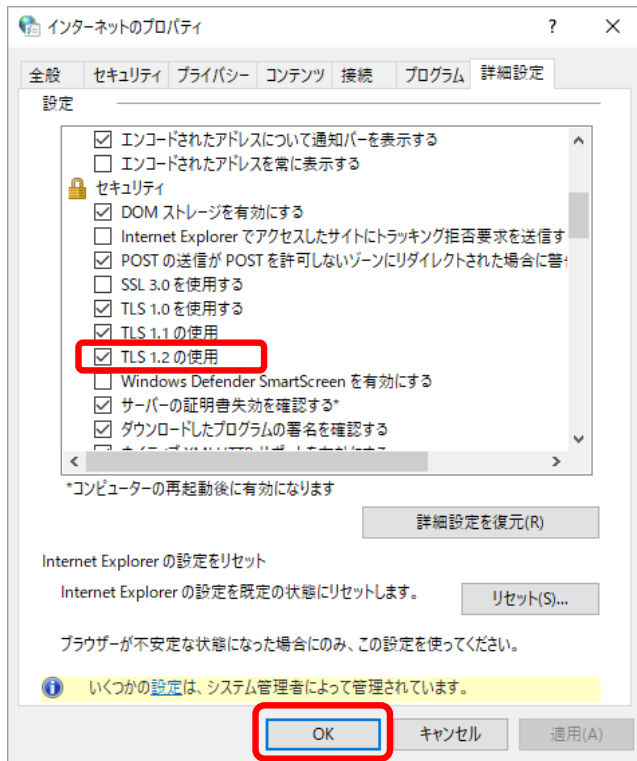 インターネットのプロパティ
?
×
全般 セキュリティ プライバシー コンテンツ 接続 プログラム 詳細設定
設定
エンコードされたアドレスについて通知バーを表示する
エンコードされたアドレスを常に表示する
セキュリティ
DOM ストレージを有効にする
Internet Explorer でアクセスしたサイトにトラッキング拒否要求を送信す
POST の送信が POST を許可しないゾーンにリダイレクトされた場合に警
SSL 3.0 を使用する
TLS 1.0 を使用する
TLS 1.1 の使用
TLS 1.2 の使用
Windows Defender SmartScreen を有効にする
サーバーの証明書失効を確認する*
ダウンロードしたプログラムの署名を確認する
*コンピューターの再起動後に有効になります
詳細設定を復元(R)
Internet Explorer の設定をリセット
Internet Explorer の設定を既定の状態にリセットします。
リセット(S)...
ブラウザーが不安定な状態になった場合にのみ、この設定を使ってください。
いくつかの設定は、システム管理者によって管理されています。
OK キャンセル 適用(A)